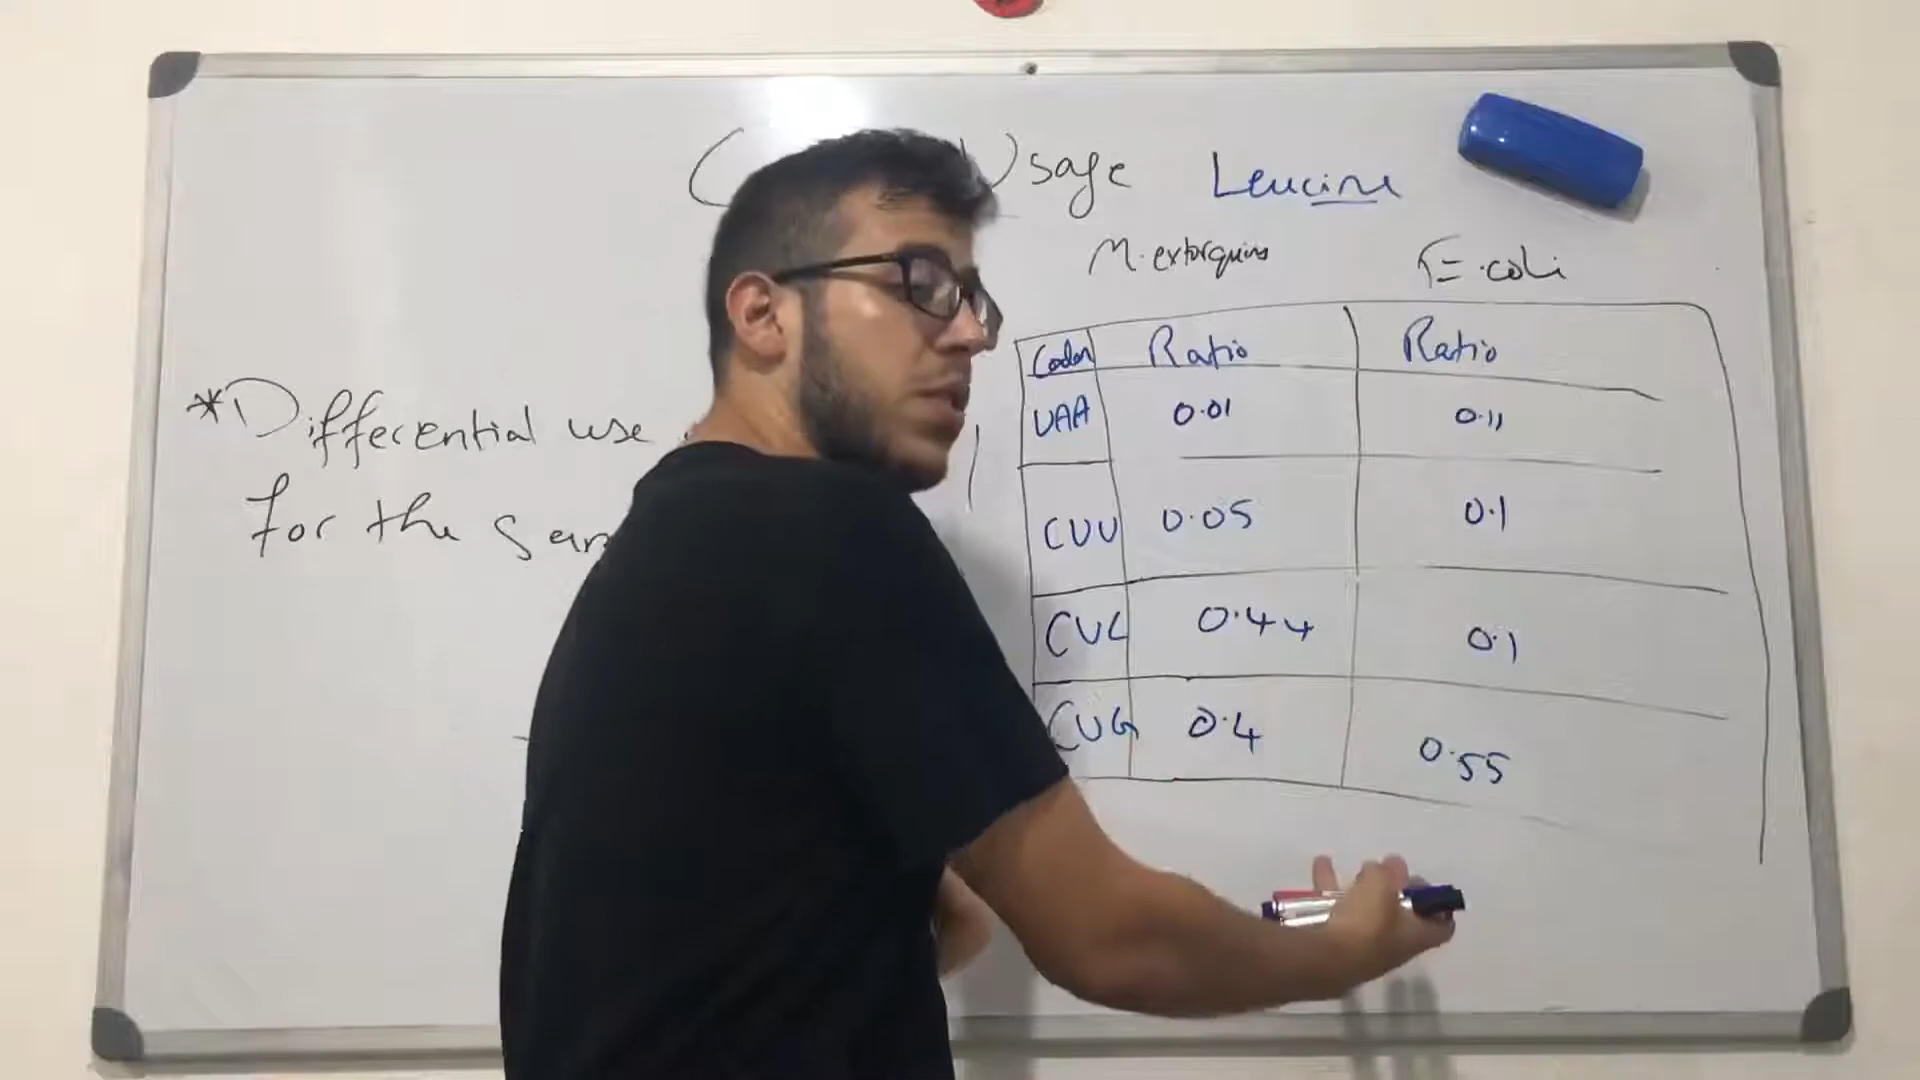 Usage Leucine
M.extorquins E.coli
Codon Ratio Ratio
UAA 0.01 0.11
CUU 0.05 0.1
CUC 0.44 0.1
CUG 0.4 0.55
*Differential use
for the